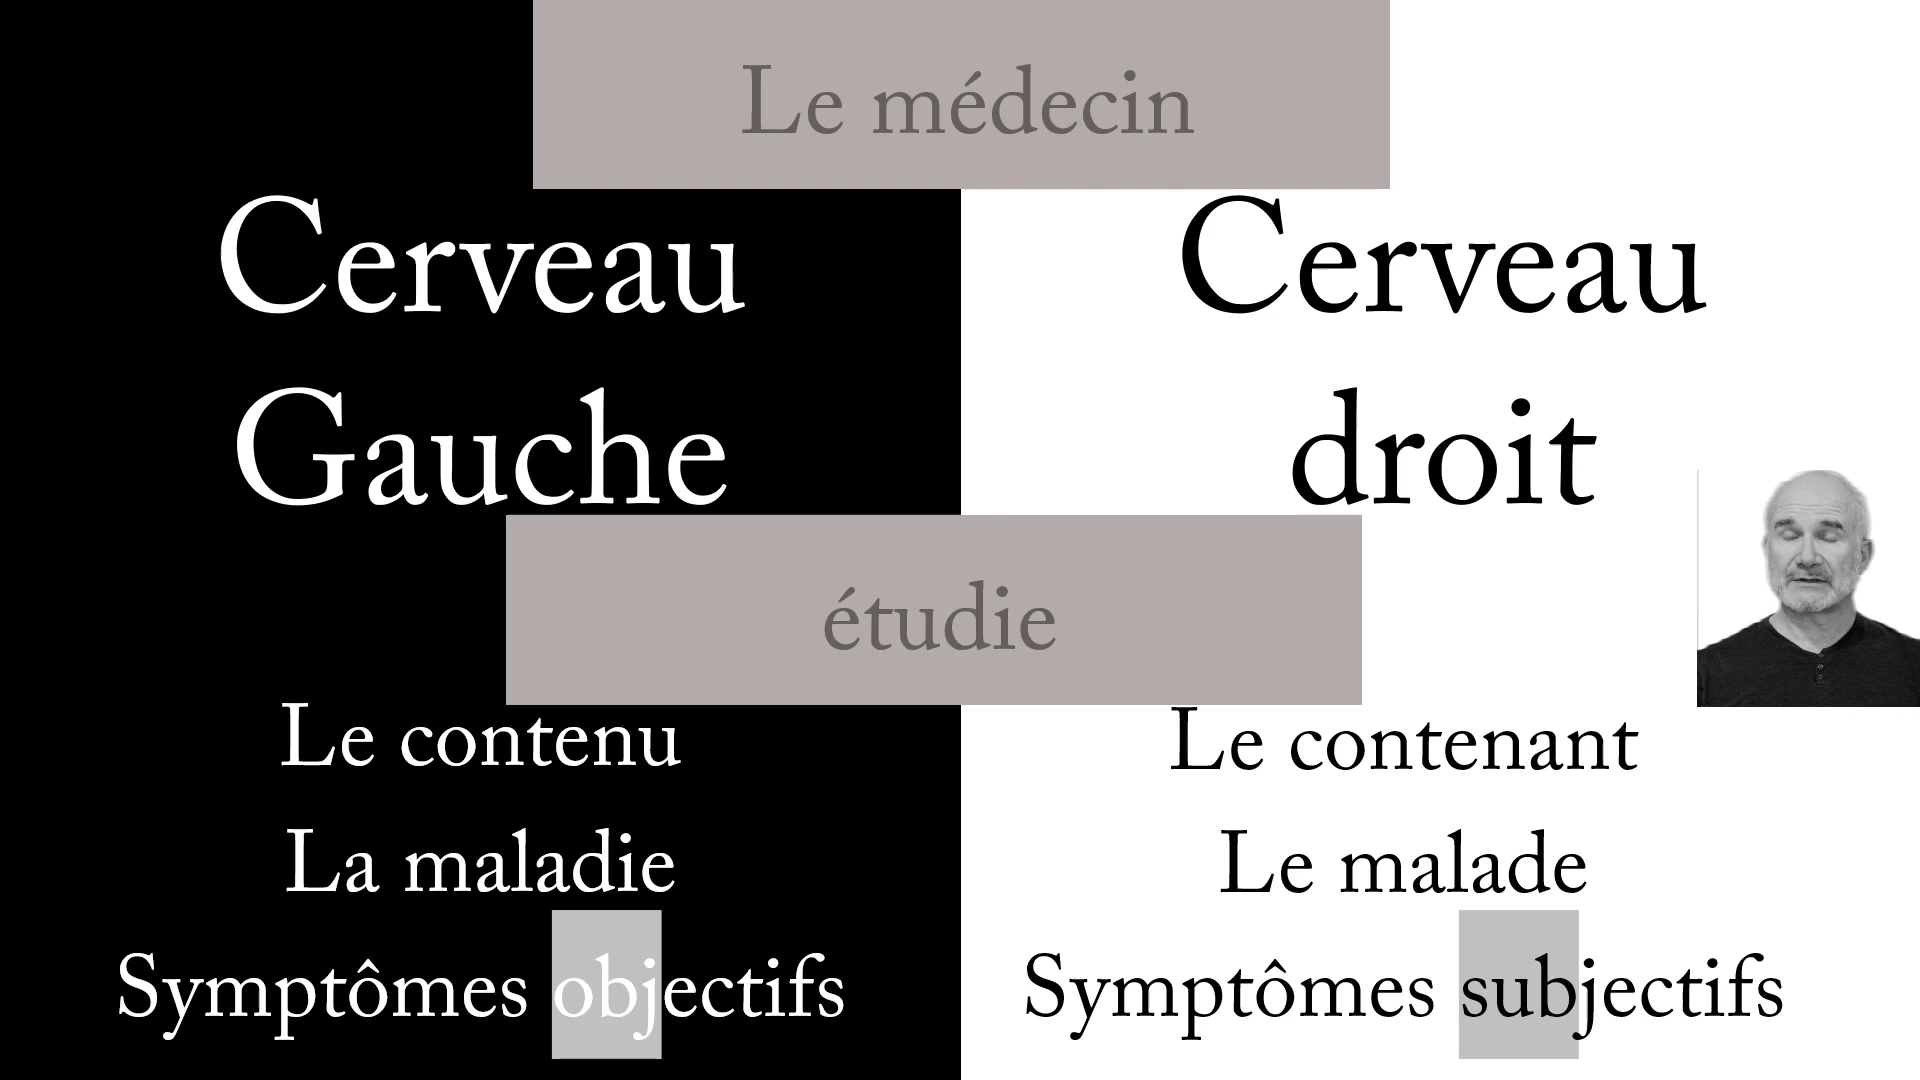 Le médecin
Cerveau
Gauche
Cerveau
droit
étudie
Le contenu
La maladie
Symptômes objectifs
Le contenant
Le malade
Symptômes subjectifs